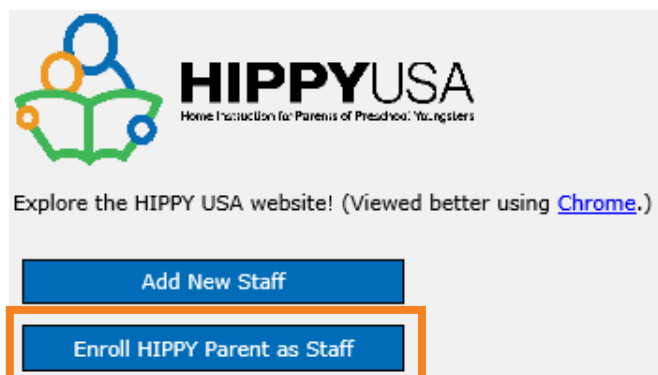 HIPPYUSA
Home Instruction for Parents of Preschool Youngsters
Explore the HIPPY USA website! (Viewed better using Chrome.)
Add New Staff
Enroll HIPPY Parent as Staff